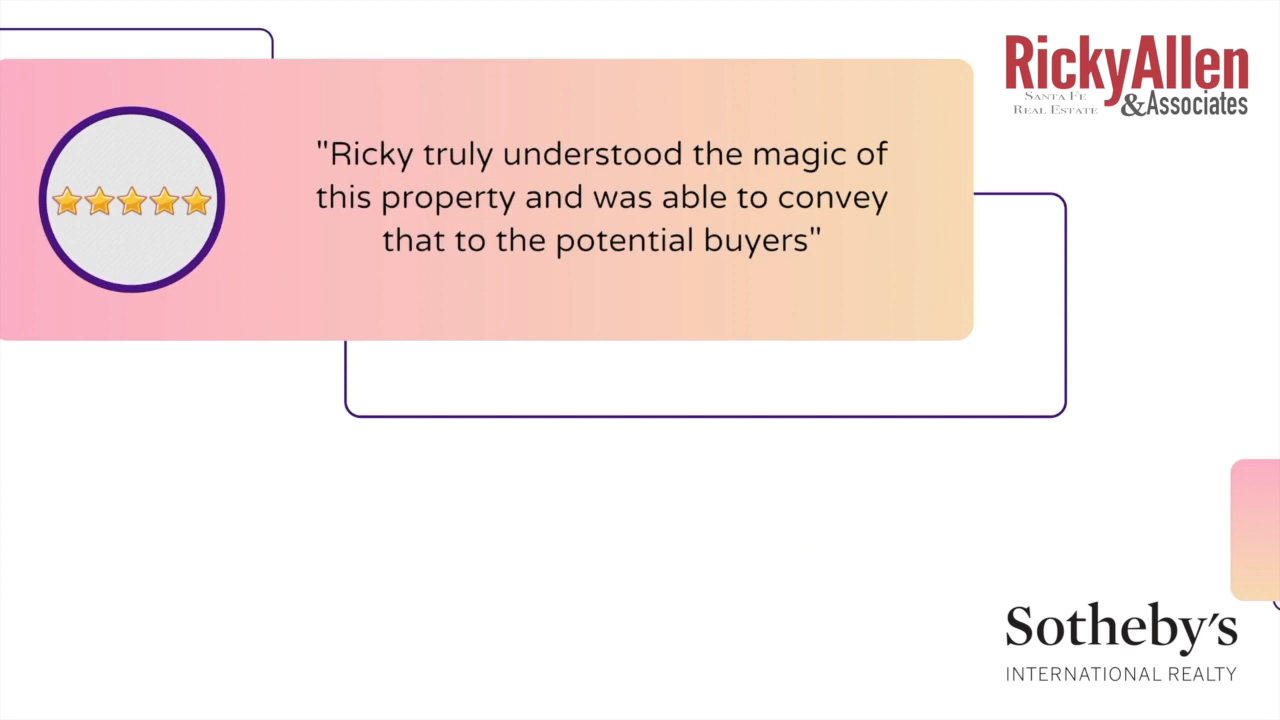 "Ricky truly understood the magic of
this property and was able to convey
that to the potential buyers"
RickyAllen
Santa Fe
Real Estate
&Associates
Sotheby's
INTERNATIONAL REALTY